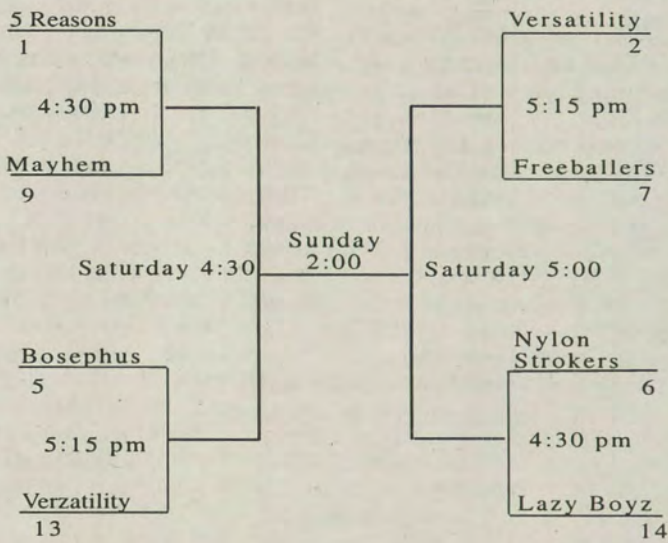 5 Reasons
1
4:30 pm
Mayhem
9
Saturday 4:30
Bosephus
5
5:15 pm
Verzatility
13
Sunday
2:00
Versatility
2
5:15 pm
Freeballers
7
Saturday 5:00
Nylon
Strokers
6
4:30 pm
Lazy Boyz
14